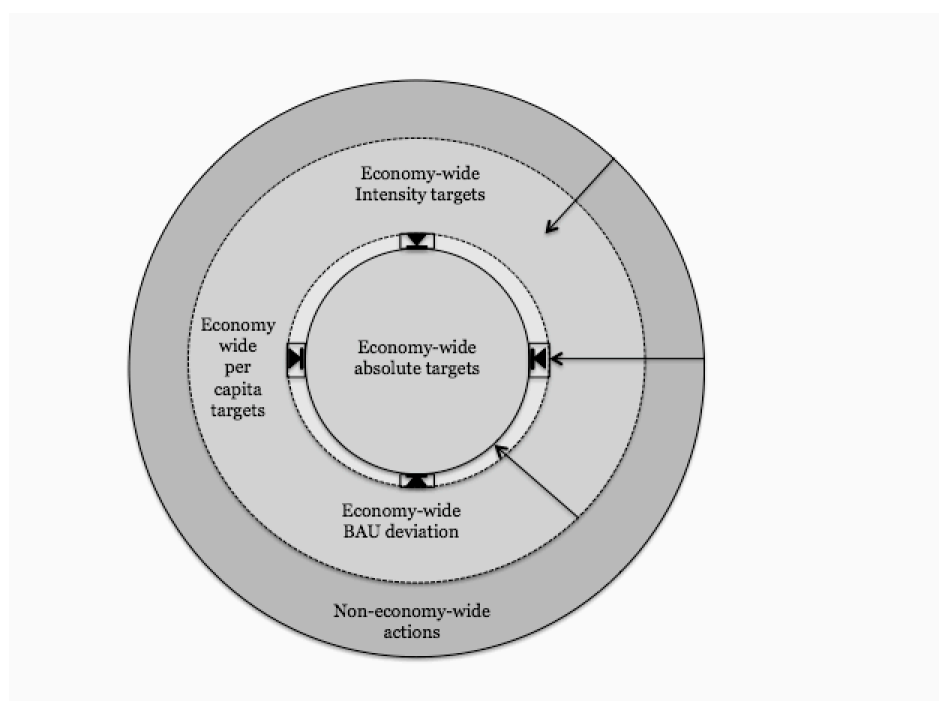 Economy-wide
Intensity targets
Economy
wide
per
capita
targets
Economy-wide
absolute targets
Economy-wide
BAU deviation
Non-economy-wide
actions